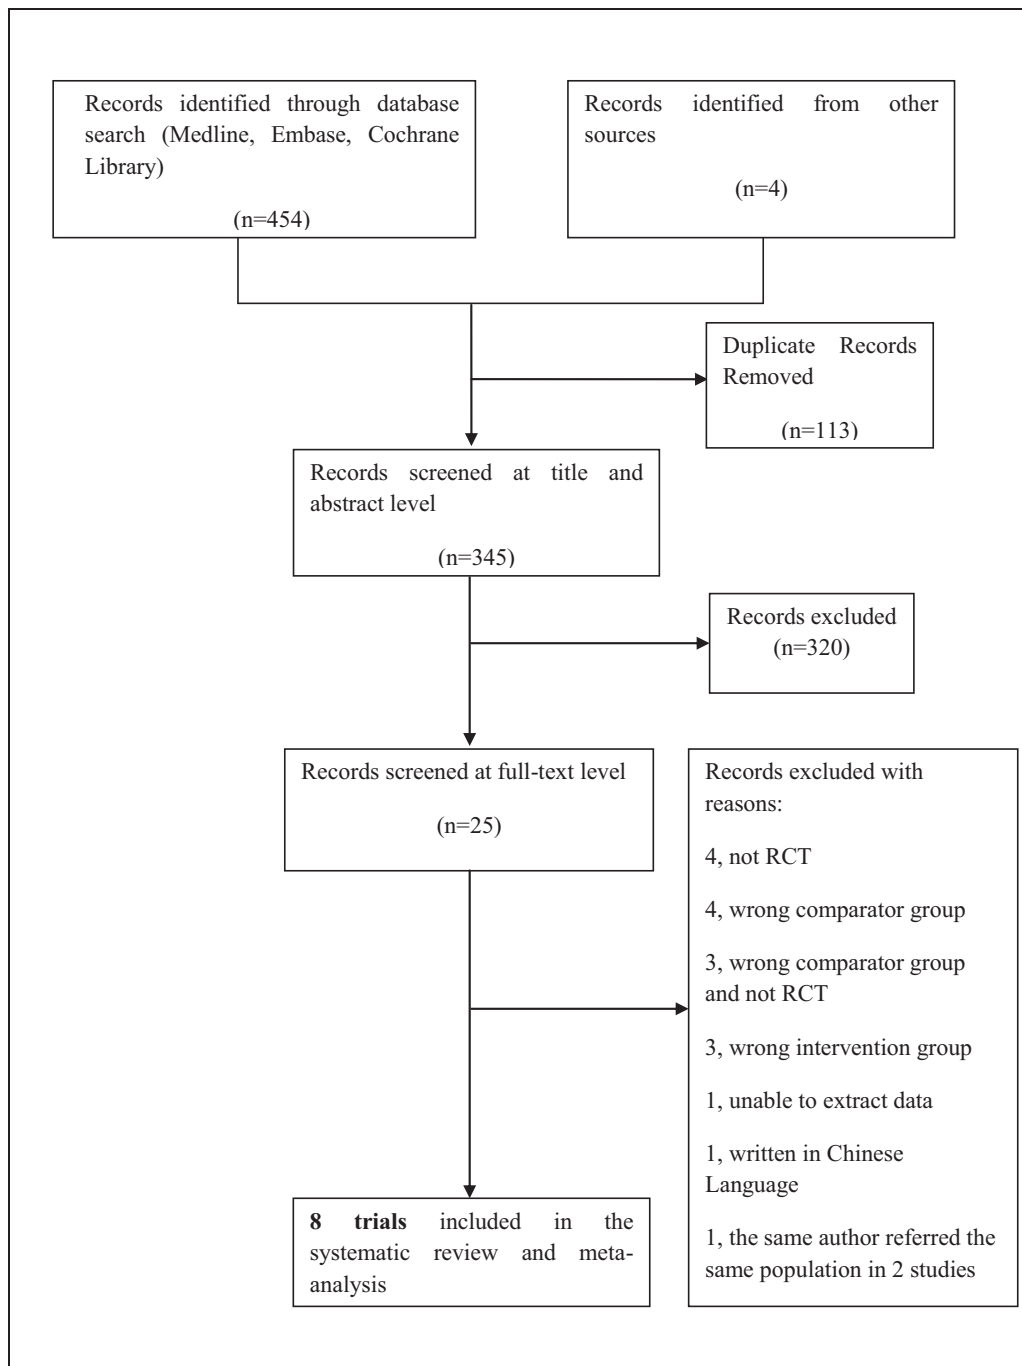 Records identified through database
search (Medline, Embase, Cochrane
Library)
(n=454)
Records identified from other
sources
(n=4)
Duplicate Records
Removed
(n=113)
Records screened at title and
abstract level
(n=345)
Records excluded
(n=320)
Records screened at full-text level
(n=25)
Records excluded with
reasons:
4, not RCT
4, wrong comparator group
3, wrong comparator group
and not RCT
3, wrong intervention group
1, unable to extract data
1, written in Chinese
Language
1, the same author referred the
same population in 2 studies
8 trials included in the
systematic review and meta-
analysis